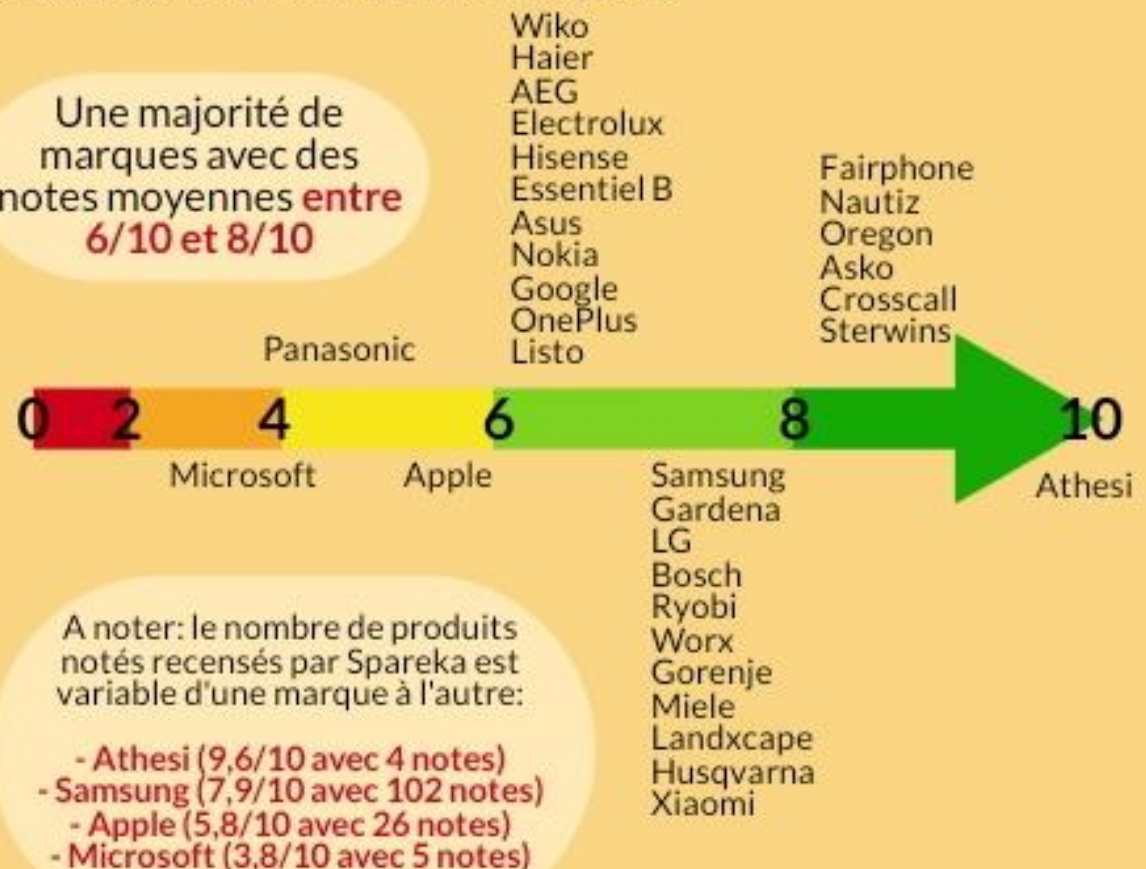 Une majorité de
marques avec des
notes moyennes entre
6/10 et 8/10
Wiko
Haier
AEG
Electrolux
Hisense
Essentiel B
Asus
Nokia
Google
OnePlus
Listo
Fairphone
Nautiz
Oregon
Asko
Crosscall
Sterwins
Panasonic
0 2 4 6 8 10
Microsoft
Apple
Samsung
Gardena
LG
Bosch
Ryobi
Worx
Gorenje
Miele
Landxcape
Husqvarna
Xiaomi
Athesi
A noter: le nombre de produits
notés recensés par Spareka est
variable d'une marque à l'autre:
- Athesi (9,6/10 avec 4 notes)
- Samsung (7,9/10 avec 102 notes)
- Apple (5,8/10 avec 26 notes)
- Microsoft (3,8/10 avec 5 notes)